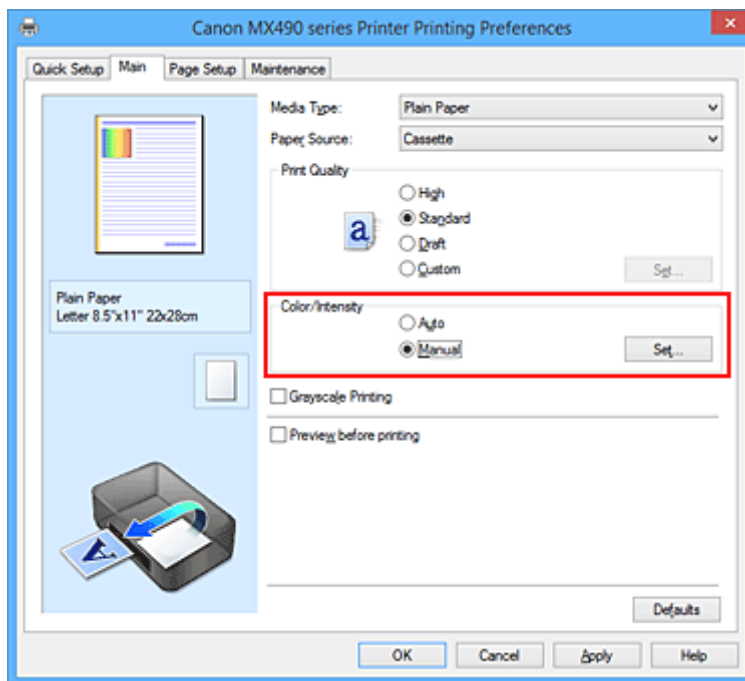 Canon MX490 series Printer Printing Preferences
Quick Setup Main Page Setup Maintenance
Media Type: Plain Paper
Paper Source: Cassette
Print Quality
High
Standard
Draft
Custom Set...
a
Plain Paper
Letter 8.5"x11" 22x28cm
Color/Intensity
Auto
Manual Set...
Grayscale Printing
Preview before printing
A
Defaults
OK Cancel Apply Help